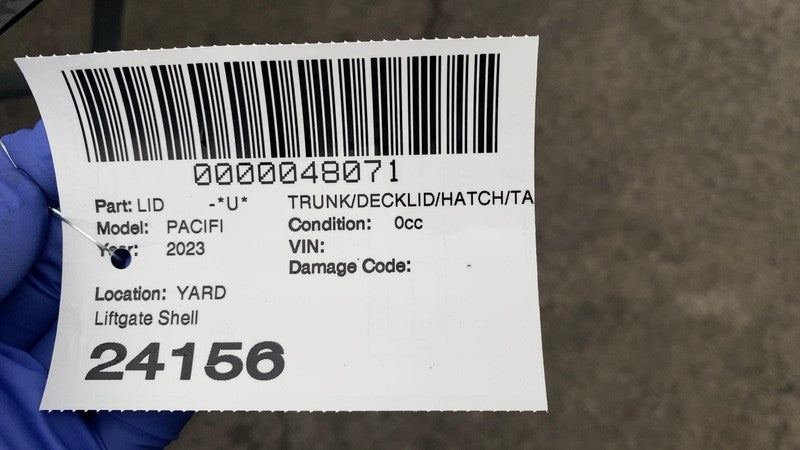 0000048071
Part: LID -*U* TRUNK/DECKLID/HATCH/TA
Model: PACIFI Condition: 0cc
Year: 2023 VIN:
Damage Code: -
Location: YARD
Liftgate Shell
24156